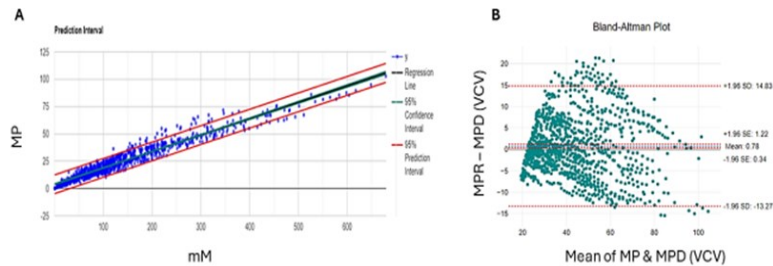 A
Prediction Interval
125
100
75
50
25
0
-25
MP
100
200
300
400
500
600
mM
y
Regression
Line
95%
Confidence
Interval
95%
Prediction
Interval
B
Bland-Altman Plot
20
15
10
5
0
−5
−10
−15
MPR – MPD (VCV)
20
40
60
80
100
Mean of MP & MPD (VCV)
+1.96 SD: 14.83
+1.96 SE: 1.22
Mean: 0.78
-1.96 SE: 0.34
-1.96 SD: -13.27